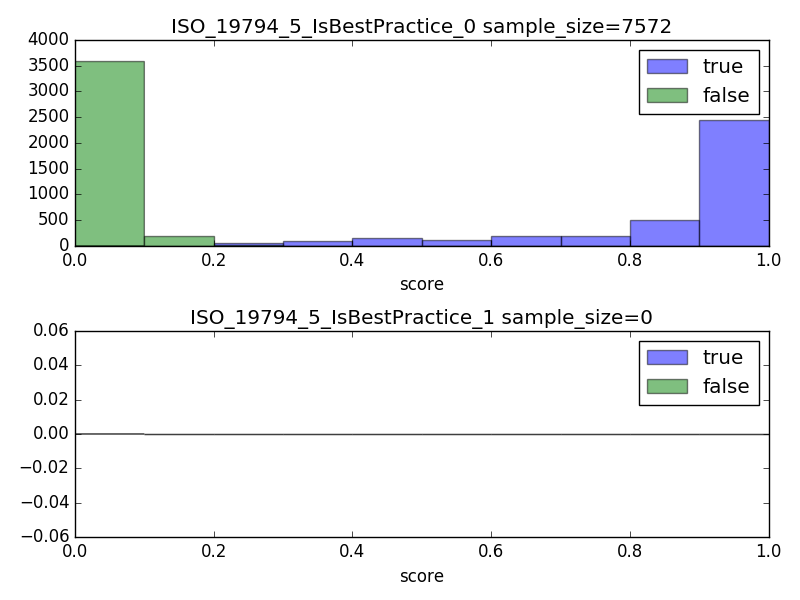 ISO_19794_5_IsBestPractice_0 sample_size=7572
4000
3500
3000
2500
2000
1500
1000
500
0
true
false
0.0 0.2 0.4 0.6 0.8 1.0
score
ISO_19794_5_IsBestPractice_1 sample_size=0
0.06
0.04
0.02
0.00
−0.02
−0.04
−0.06
true
false
0.0 0.2 0.4 0.6 0.8 1.0
score